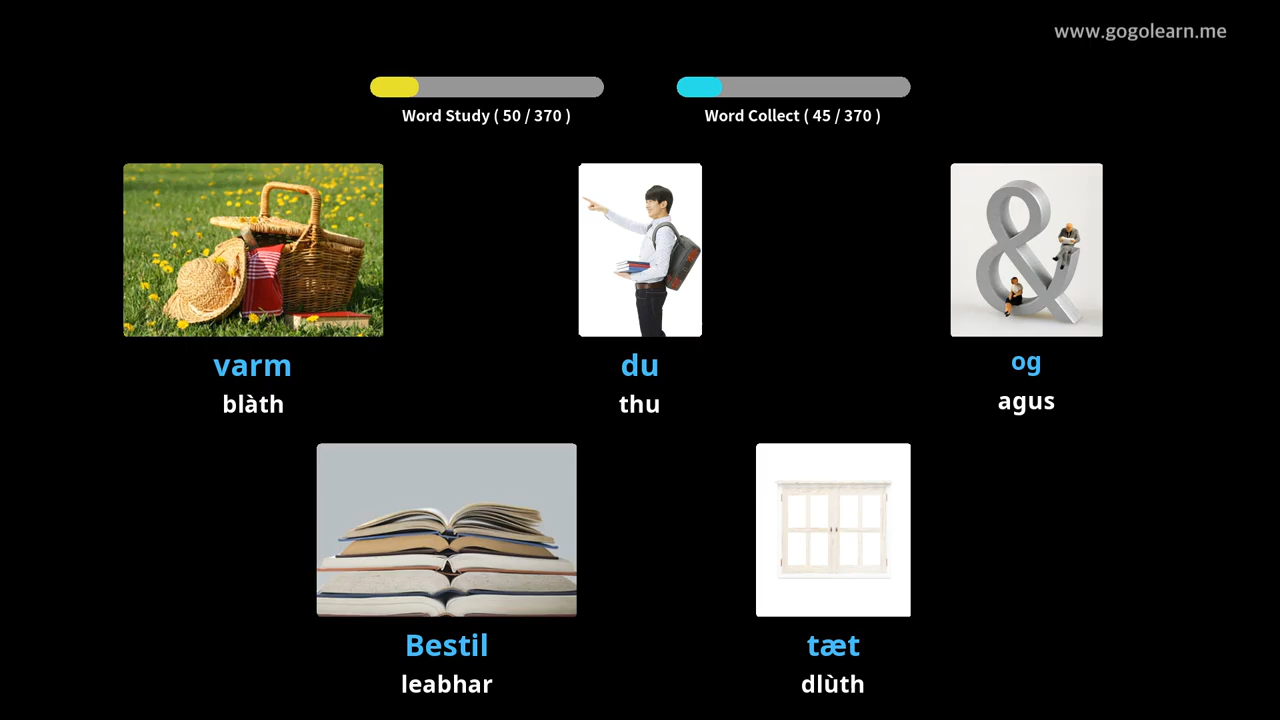 www.gogolearn.me
Word Study ( 50 / 370 )
Word Collect ( 45 / 370 )
varm
blàth
du
thu
og
agus
Bestil
leabhar
tæt
dlùth